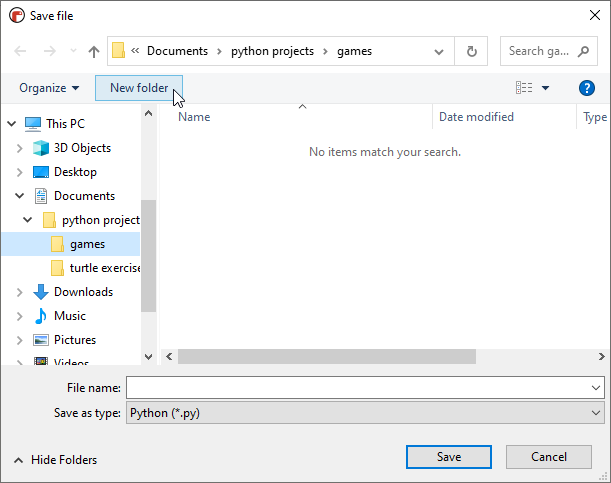 Save file
« Documents › python projects › games
Search ga...
Organize
New folder
?
Name
Date modified
Type
No items match your search.
This PC
3D Objects
Desktop
Documents
python project
games
turtle exercise
Downloads
Music
Pictures
Videos
File name:
Save as type: Python (*.py)
Hide Folders
Save
Cancel